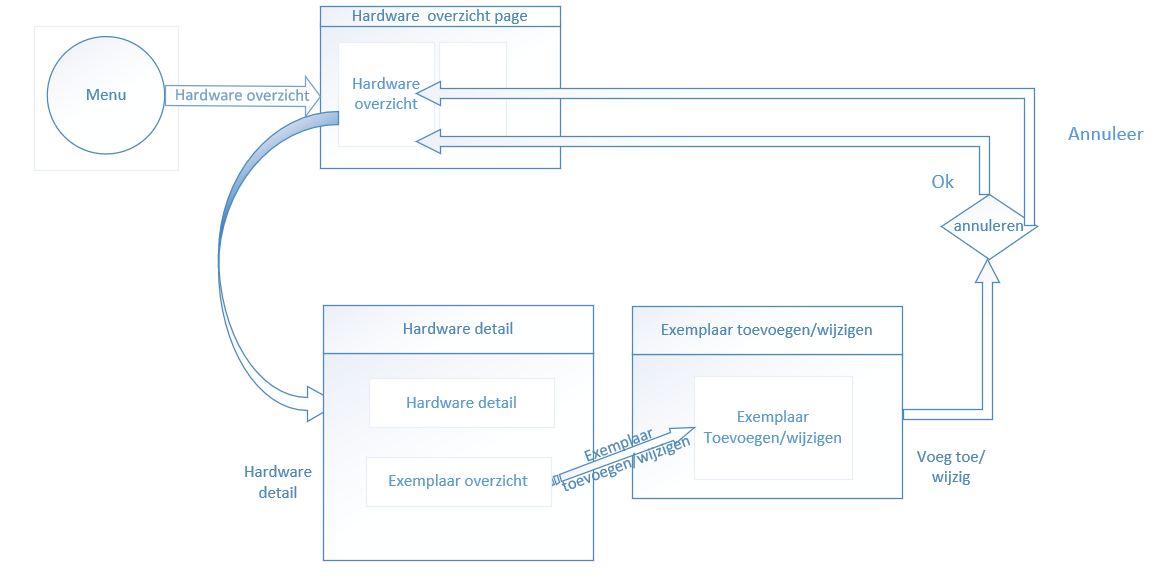 Hardware overzicht page
Menu
Hardware overzicht
Hardware
overzicht
Annuleer
Ok
annuleren
Hardware detail
Hardware detail
Exemplaar overzicht
Hardware
detail
Exemplaar
toevoegen/wijzigen
Exemplaar toevoegen/wijzigen
Exemplaar
Toevoegen/wijzigen
Voeg toe/
wijzig